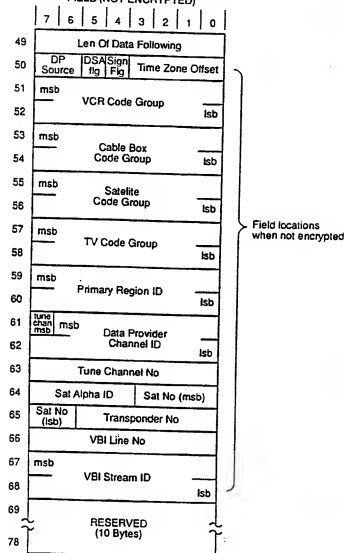 FIELD (NOT ENCRYPTED)
7 6 5 4 3 2 1 0
49 Len Of Data Following
50 DP Source DSA flg Sign Flg Time Zone Offset
51 msb
VCR Code Group
52 lsb
53 msb
Cable Box
54 Code Group lsb
55 msb
Satelite
56 Code Group lsb
57 msb
TV Code Group
58 lsb
59 msb
Primary Region ID
60 lsb
61 tune chan msb msb Data Provider
62 Channel ID lsb
63 Tune Channel No
64 Sat Alpha ID Sat No (msb)
65 Sat No (lsb) Transponder No
66 VBI Line No
67 msb
VBI Stream ID
68 lsb
69
RESERVED
(10 Bytes)
78
Field locations
when not encrypted